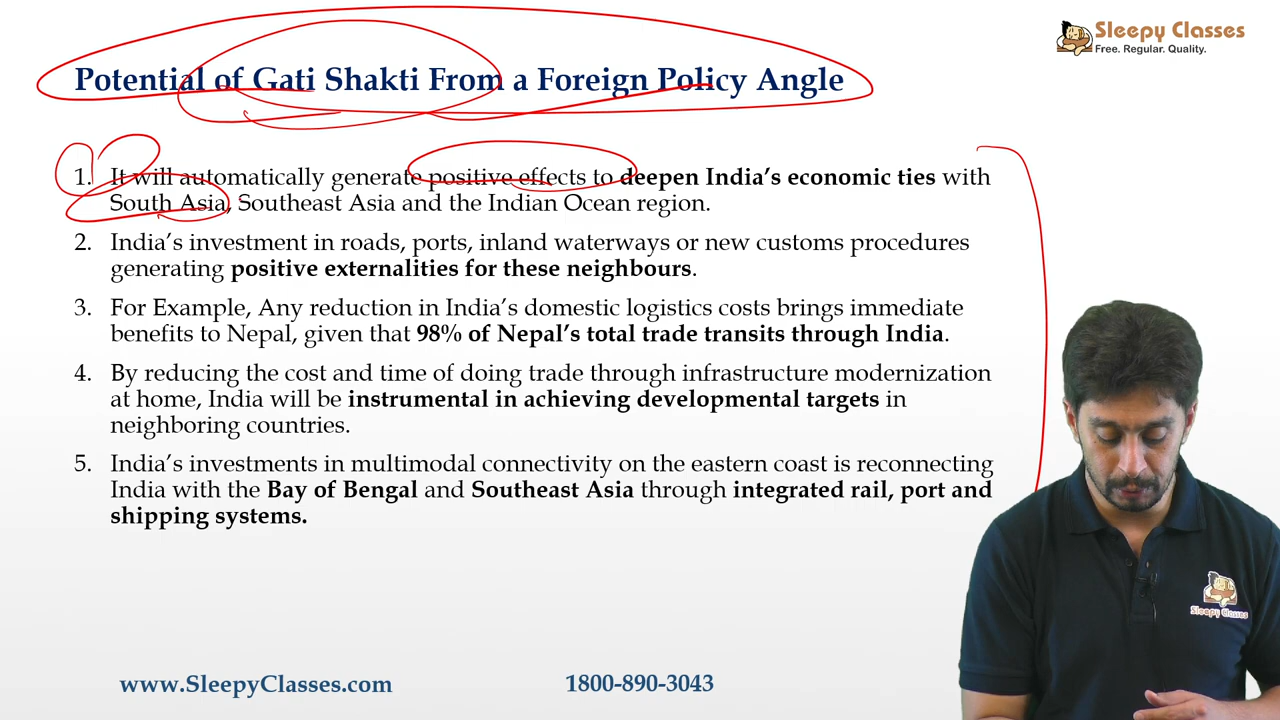 Sleepy Classes
Free. Regular. Quality.
Potential of Gati Shakti From a Foreign Policy Angle
1. It will automatically generate positive effects to deepen India's economic ties with
South Asia, Southeast Asia and the Indian Ocean region.
2. India's investment in roads, ports, inland waterways or new customs procedures
generating positive externalities for these neighbours.
3. For Example, Any reduction in India's domestic logistics costs brings immediate
benefits to Nepal, given that 98% of Nepal's total trade transits through India.
4. By reducing the cost and time of doing trade through infrastructure modernization
at home, India will be instrumental in achieving developmental targets in
neighboring countries.
5. India's investments in multimodal connectivity on the eastern coast is reconnecting
India with the Bay of Bengal and Southeast Asia through integrated rail, port and
shipping systems.
Sleepy Classes
www.SleepyClasses.com
1800-890-3043